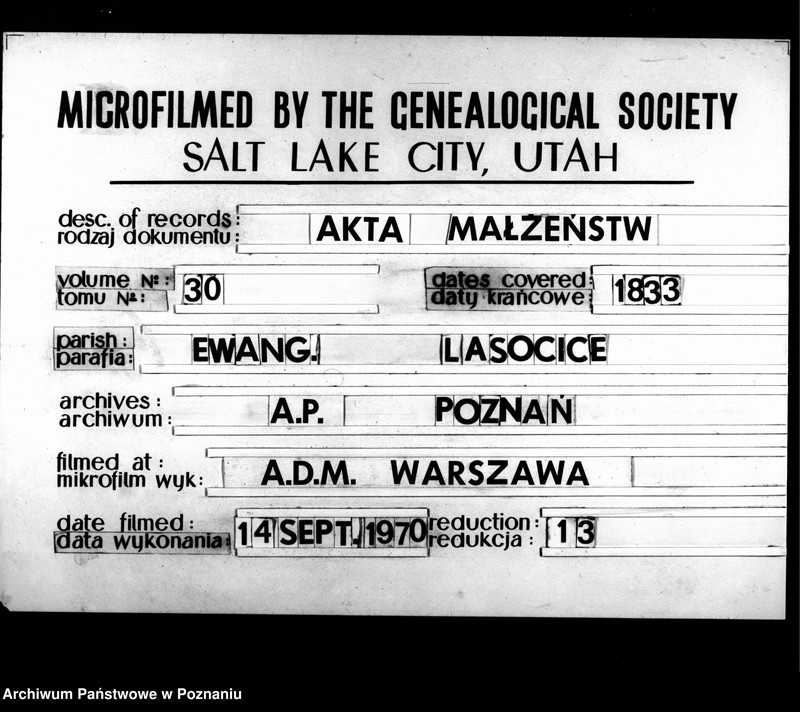 MICROFILMED BY THE GENEALOGICAL SOCIETY
SALT LAKE CITY, UTAH
desc. of records:
rodzaj dokumentu: AKTA MAŁŻEŃSTW
volume №: 30 dates covered: 1833
tomu №: daty krańcowe:
parish: EWANG. LASOCICE
parafia:
archives: A.P. POZNAŃ
archiwum:
filmed at: A.D.M. WARSZAWA
mikrofilm wyk:
date filmed: 14 SEPT. 1970 reduction: 13
data wykonania: redukcja:
Archiwum Państwowe w Poznaniu